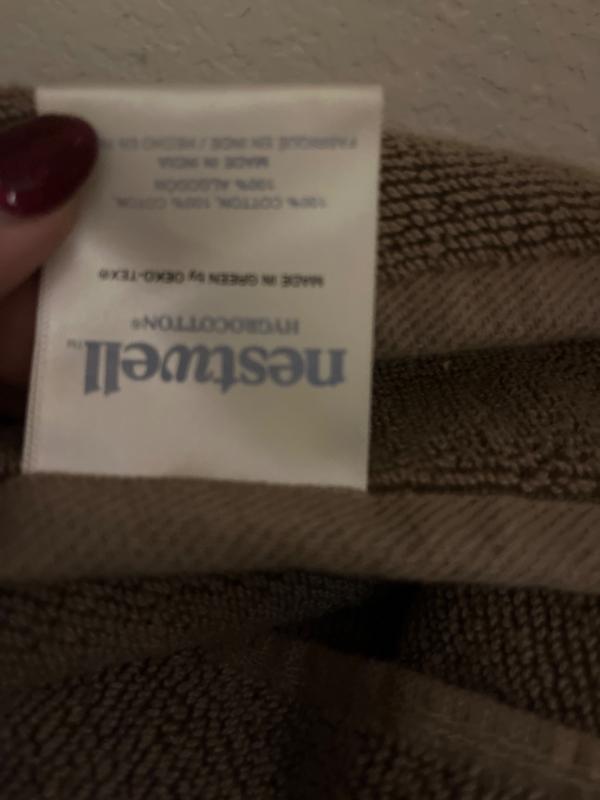 nestwell™
HYGROCOTTON®
MADE IN GREEN by OEKO-TEX®
100% COTTON, 100% COTON,
100% ALGODON
MADE IN INDIA
FABRIQUÉ EN INDE / HECHO EN